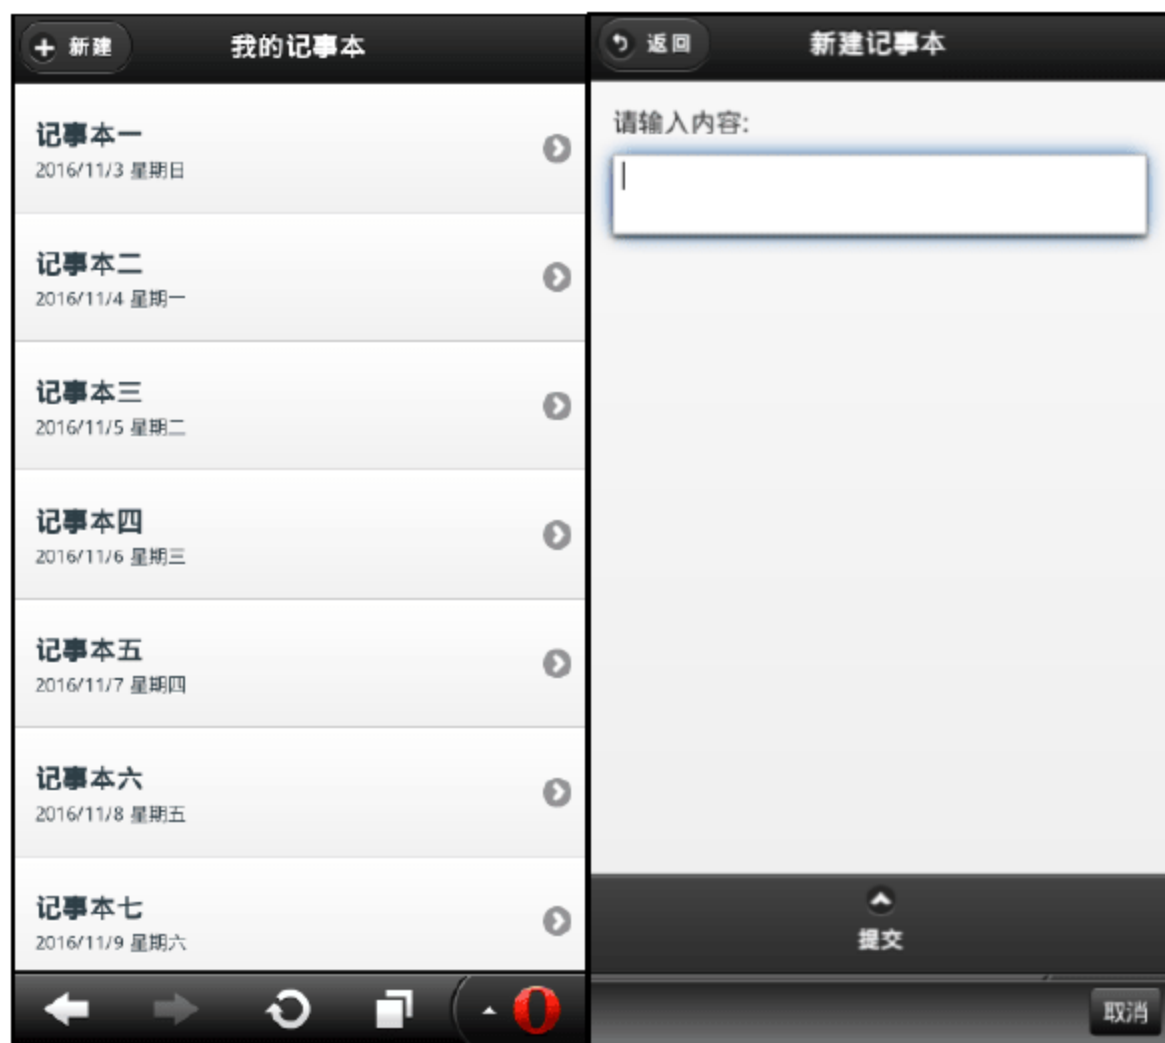 新建
我的记事本
记事本一
2016/11/3 星期日
记事本二
2016/11/4 星期一
记事本三
2016/11/5 星期二
记事本四
2016/11/6 星期三
记事本五
2016/11/7 星期四
记事本六
2016/11/8 星期五
记事本七
2016/11/9 星期六
返回
新建记事本
请输入内容:
提交
取消